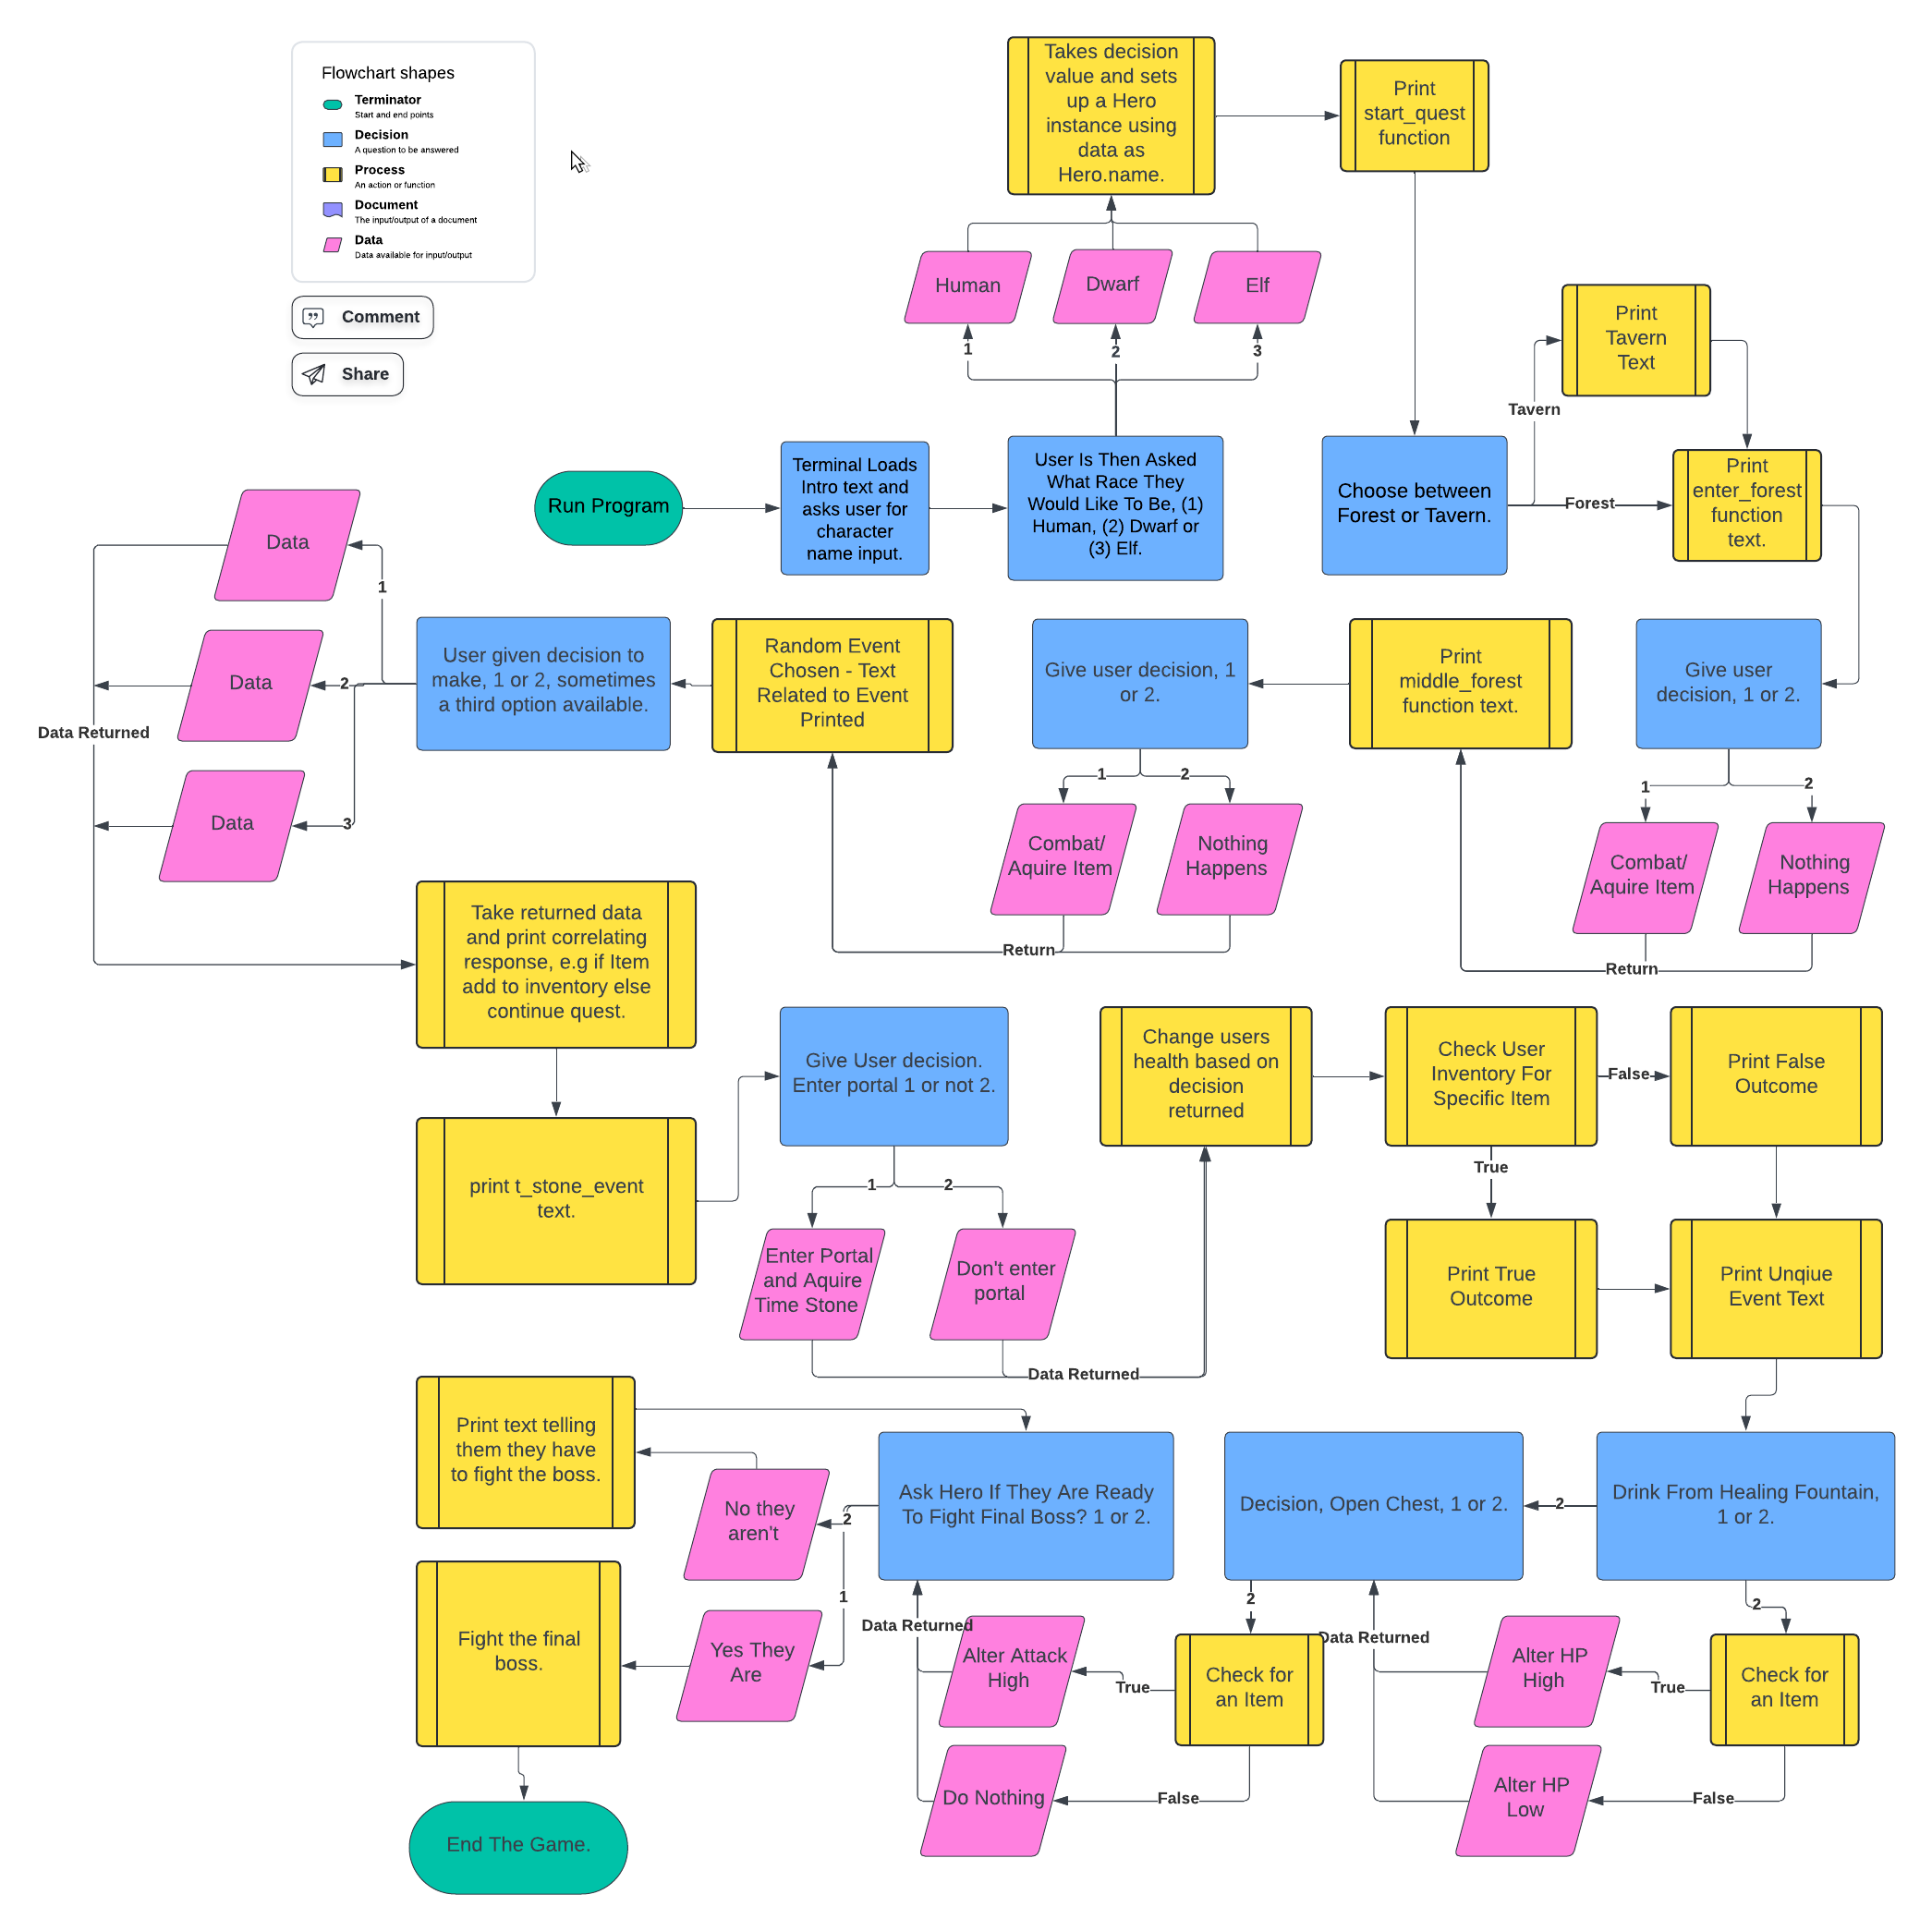 Flowchart shapes
Terminator
Start and end points
Decision
A question to be answered
Process
An action or function
Document
The input/output of a document
Data
Data available for input/output
Comment
Share
Takes decision
value and sets
up a Hero
instance using
data as
Hero.name.
Print
start_quest
function
Human
Dwarf
Elf
1
2
3
Print
Tavern
Text
Tavern
Run Program
Terminal Loads
Intro text and
asks user for
character
name input.
User Is Then Asked
What Race They
Would Like To Be, (1)
Human, (2) Dwarf or
(3) Elf.
Choose between
Forest or Tavern.
Forest
Print
enter_forest
function
text.
Data
1
Data
2
Data Returned
Data
3
User given decision to
make, 1 or 2, sometimes
a third option available.
Random Event
Chosen - Text
Related to Event
Printed
Give user decision, 1
or 2.
Print
middle_forest
function text.
Give user
decision, 1 or 2.
1
2
Combat/
Aquire Item
Nothing
Happens
Return
1
2
Combat/
Aquire Item
Nothing
Happens
Return
Take returned data
and print correlating
response, e.g if Item
add to inventory else
continue quest.
print t_stone_event
text.
Give User decision.
Enter portal 1 or not 2.
1
2
Enter Portal
and Aquire
Time Stone
Don't enter
portal
Data Returned
Change users
health based on
decision
returned
Check User
Inventory For
Specific Item
False
Print False
Outcome
True
Print True
Outcome
Print Unqiue
Event Text
Print text telling
them they have
to fight the boss.
No they
aren't
2
Ask Hero If They Are Ready
To Fight Final Boss? 1 or 2.
Decision, Open Chest, 1 or 2.
2
Drink From Healing Fountain,
1 or 2.
Fight the final
boss.
Yes They
Are
1
Data Returned
Alter Attack
High
True
2
Check for
an Item
Do Nothing
False
Data Returned
Alter HP
High
True
2
Check for
an Item
Alter HP
Low
False
End The Game.